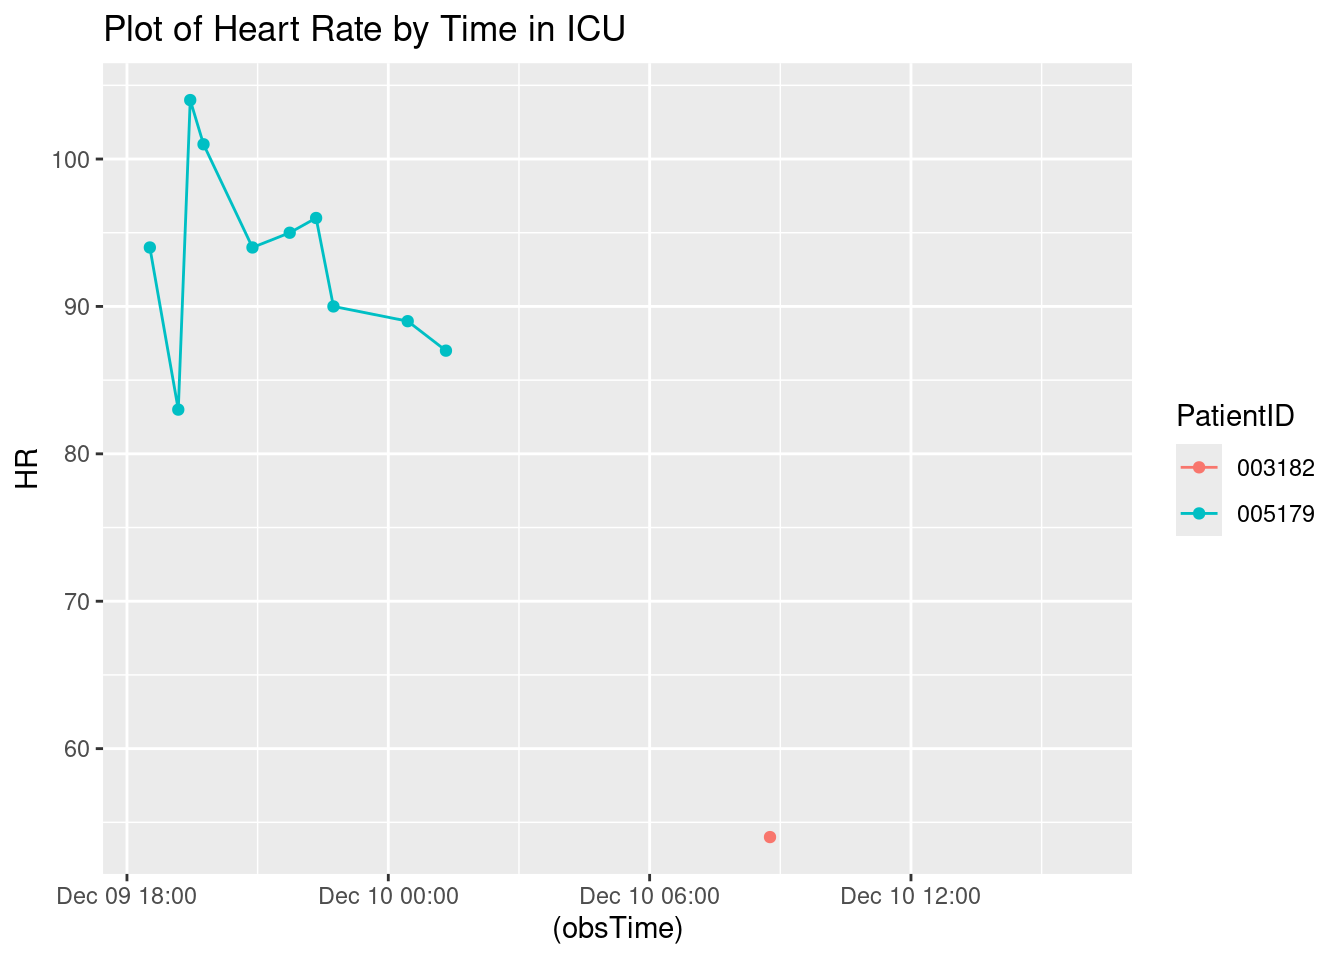 Plot of Heart Rate by Time in ICU
100
90
80
70
60
HR
Dec 09 18:00
Dec 10 00:00
Dec 10 06:00
Dec 10 12:00
(obsTime)
PatientID
003182
005179